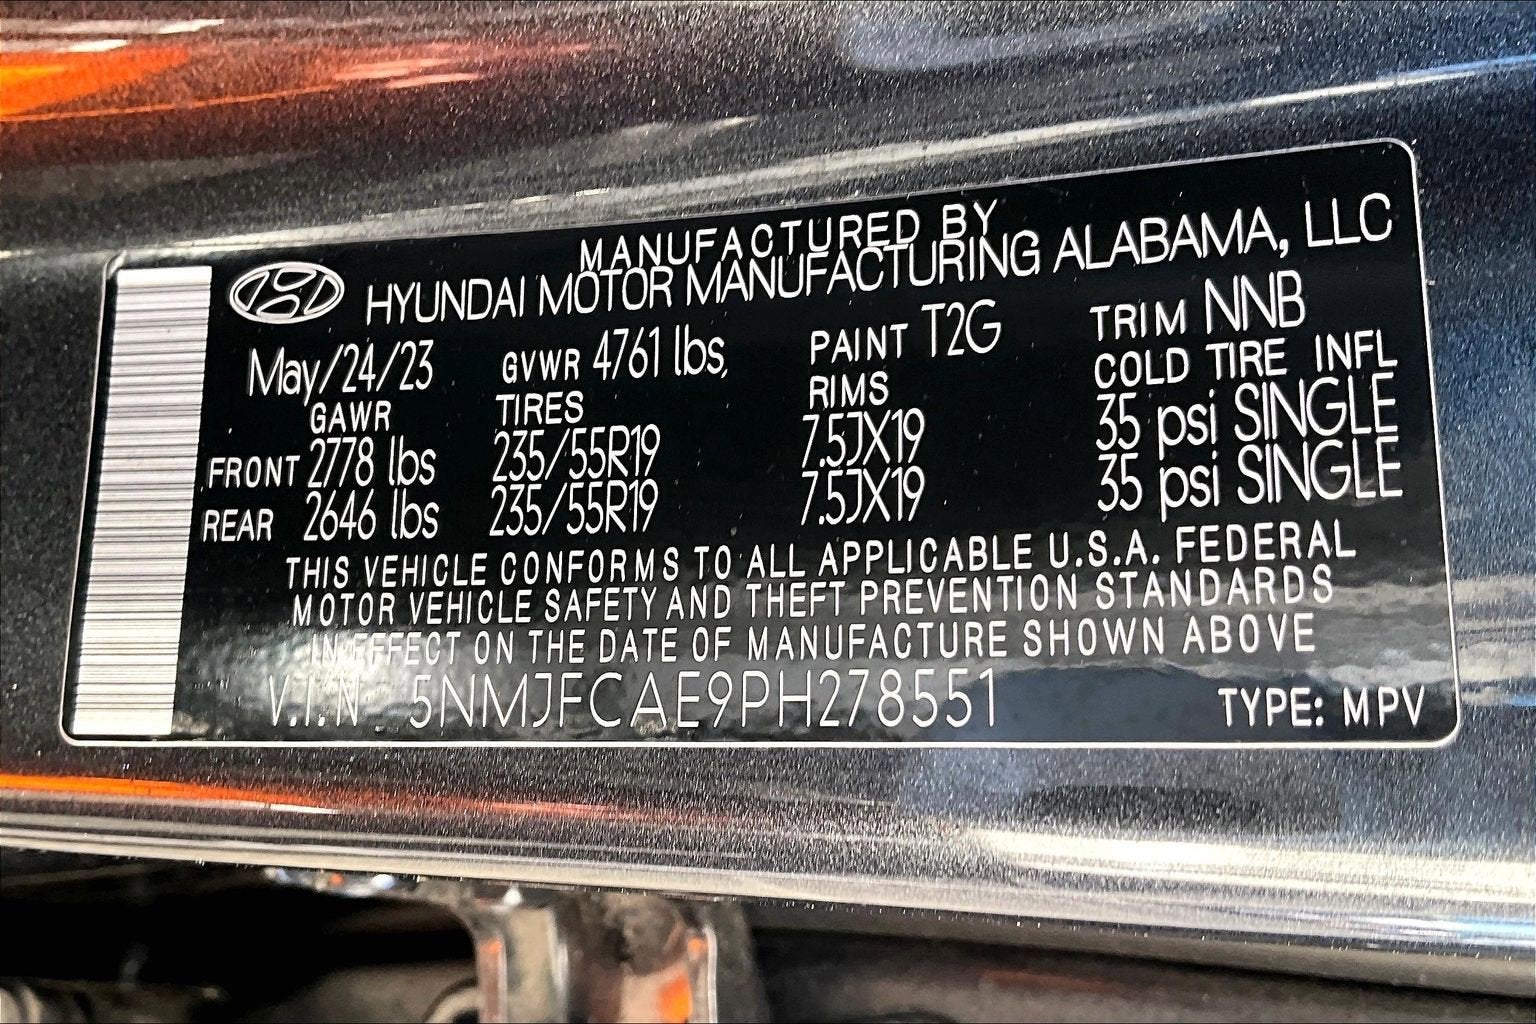 MANUFACTURED BY
HYUNDAI MOTOR MANUFACTURING ALABAMA, LLC
May/24/23 GVWR 4761 lbs, PAINT T2G TRIM NNB
GAWR TIRES RIMS COLD TIRE INFL
FRONT 2778 lbs 235/55R19 7.5JX19 35 psi SINGLE
REAR 2646 lbs 235/55R19 7.5JX19 35 psi SINGLE
THIS VEHICLE CONFORMS TO ALL APPLICABLE U.S.A. FEDERAL
MOTOR VEHICLE SAFETY AND THEFT PREVENTION STANDARDS
IN EFFECT ON THE DATE OF MANUFACTURE SHOWN ABOVE
V.I.N 5NMJFCAE9PH278551 TYPE: MPV